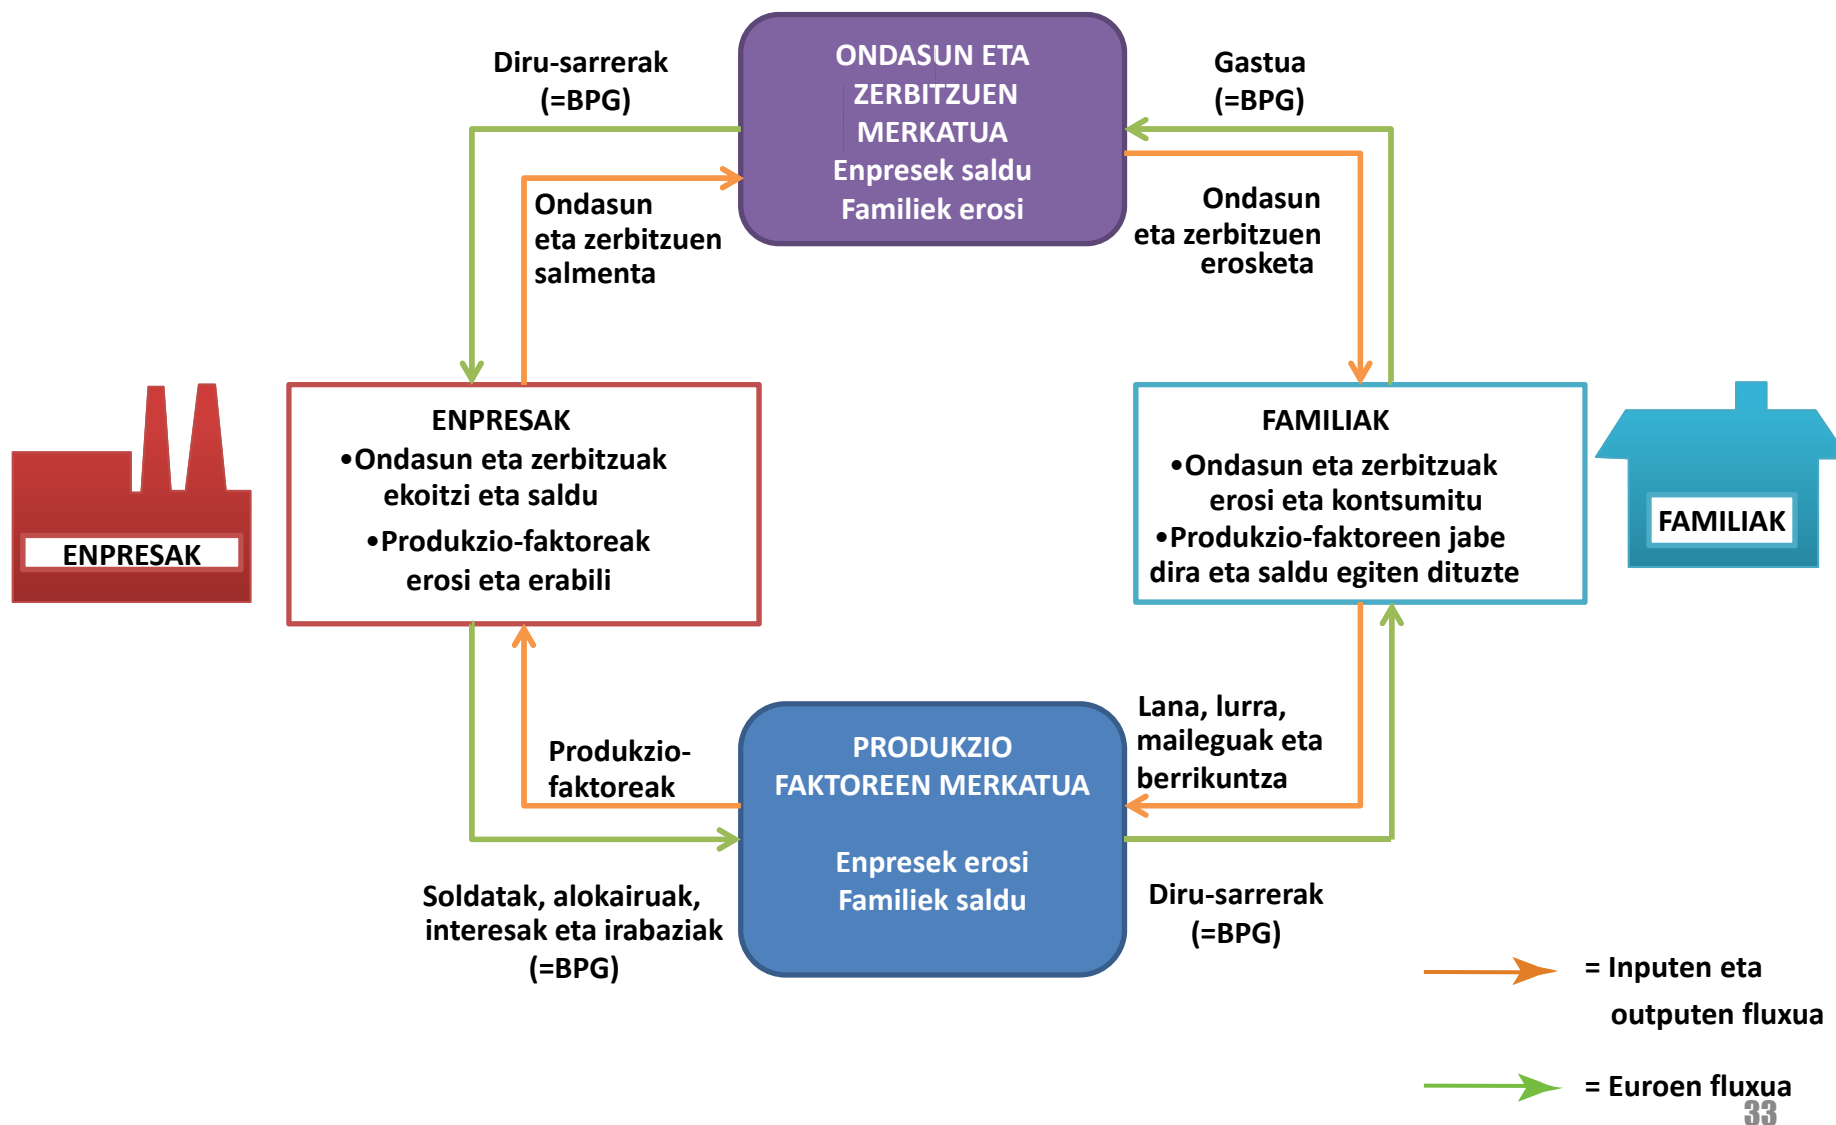 Diru-sarrerak
(=BPG)
ONDASUN ETA
ZERBITZUEN
MERKATUA
Enpresek saldu
Familiek erosi
Gastua
(=BPG)
Ondasun
eta zerbitzuen
salmenta
Ondasun
eta zerbitzuen
erosketa
ENPRESAK
ENPRESAK
•Ondasun eta zerbitzuak
ekoitzi eta saldu
•Produkzio-faktoreak
erosi eta erabili
FAMILIAK
•Ondasun eta zerbitzuak
erosi eta kontsumitu
•Produkzio-faktoreen jabe
dira eta saldu egiten dituzte
FAMILIAK
Produkzio-
faktoreak
PRODUKZIO
FAKTOREEN MERKATUA
Enpresek erosi
Familiek saldu
Lana, lurra,
maileguak eta
berrikuntza
Soldatak, alokairuak,
interesak eta irabaziak
(=BPG)
Diru-sarrerak
(=BPG)
= Inputen eta
outputen fluxua
= Euroen fluxua
33